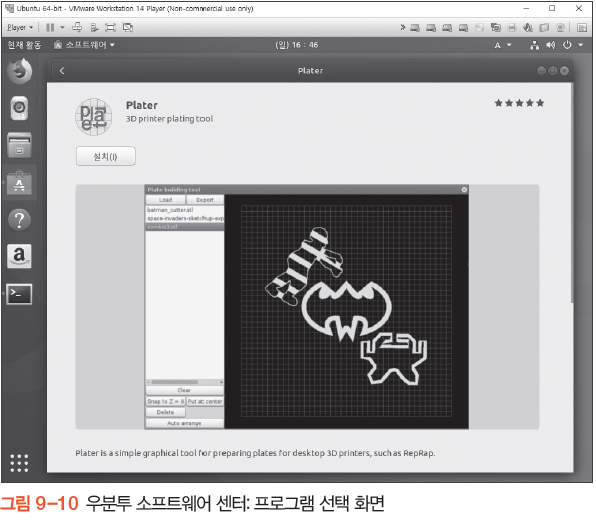 Ubuntu 64-bit - VMware Workstation 14 Player (Non-commercial use only)
Player
현재 활동 소프트웨어 (일) 16 : 46 A
Plater
Plater
3D printer plating tool
설치(I)
Plate building tool
Load Export
batman_cutter.stl
space-invaders-sketchup-exp
zombie3.stl
Clear
Snap to Z = 0 Put at center
Delete
Auto arrange
Plater is a simple graphical tool for preparing plates for desktop 3D printers, such as RepRap.
그림 9-10 우분투 소프트웨어 센터: 프로그램 선택 화면